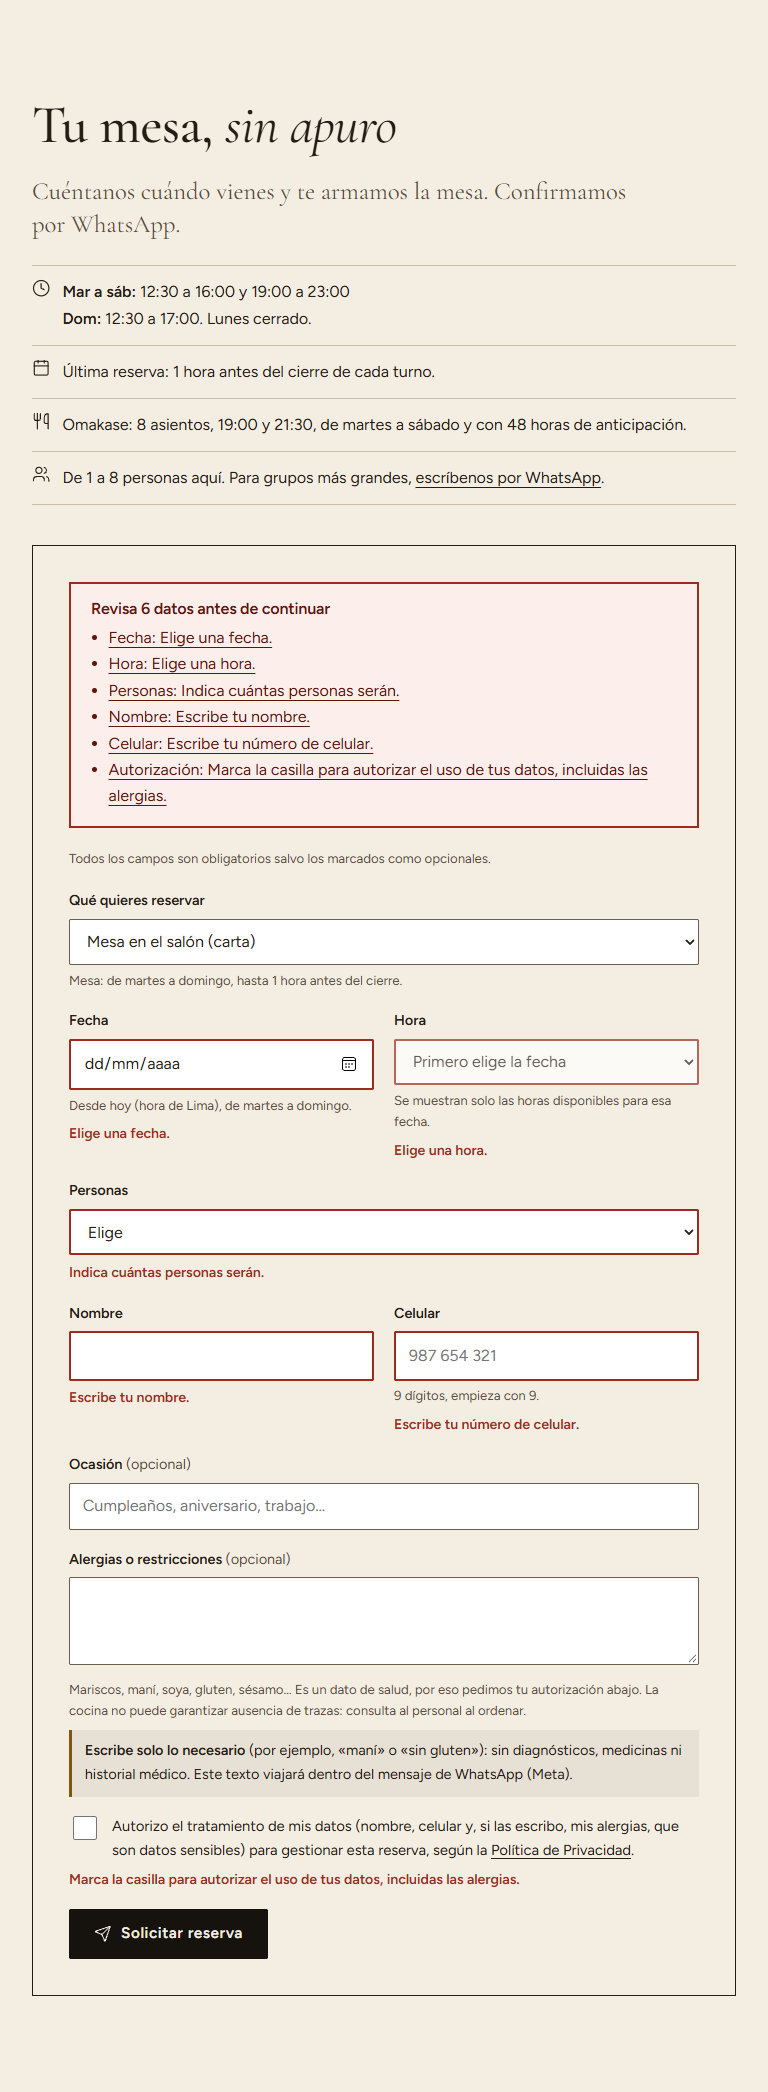 Tu mesa, sin apuro
Cuéntanos cuándo vienes y te armamos la mesa. Confirmamos
por WhatsApp.
Mar a sáb: 12:30 a 16:00 y 19:00 a 23:00
Dom: 12:30 a 17:00. Lunes cerrado.
Última reserva: 1 hora antes del cierre de cada turno.
Omakase: 8 asientos, 19:00 y 21:30, de martes a sábado y con 48 horas de anticipación.
De 1 a 8 personas aquí. Para grupos más grandes, escríbenos por WhatsApp.
Revisa 6 datos antes de continuar
• Fecha: Elige una fecha.
• Hora: Elige una hora.
• Personas: Indica cuántas personas serán.
• Nombre: Escribe tu nombre.
• Celular: Escribe tu número de celular.
• Autorización: Marca la casilla para autorizar el uso de tus datos, incluidas las
alergias.
Todos los campos son obligatorios salvo los marcados como opcionales.
Qué quieres reservar
Mesa en el salón (carta)
Mesa: de martes a domingo, hasta 1 hora antes del cierre.
Fecha
dd/mm/aaaa
Desde hoy (hora de Lima), de martes a domingo.
Elige una fecha.
Hora
Primero elige la fecha
Se muestran solo las horas disponibles para esa
fecha.
Elige una hora.
Personas
Elige
Indica cuántas personas serán.
Nombre
Escribe tu nombre.
Celular
987 654 321
9 dígitos, empieza con 9.
Escribe tu número de celular.
Ocasión (opcional)
Cumpleaños, aniversario, trabajo...
Alergias o restricciones (opcional)
Mariscos, maní, soya, gluten, sésamo... Es un dato de salud, por eso pedimos tu autorización abajo. La
cocina no puede garantizar ausencia de trazas: consulta al personal al ordenar.
Escribe solo lo necesario (por ejemplo, «maní» o «sin gluten»): sin diagnósticos, medicinas ni
historial médico. Este texto viajará dentro del mensaje de WhatsApp (Meta).
Autorizo el tratamiento de mis datos (nombre, celular y, si las escribo, mis alergias, que
son datos sensibles) para gestionar esta reserva, según la Política de Privacidad.
Marca la casilla para autorizar el uso de tus datos, incluidas las alergias.
Solicitar reserva